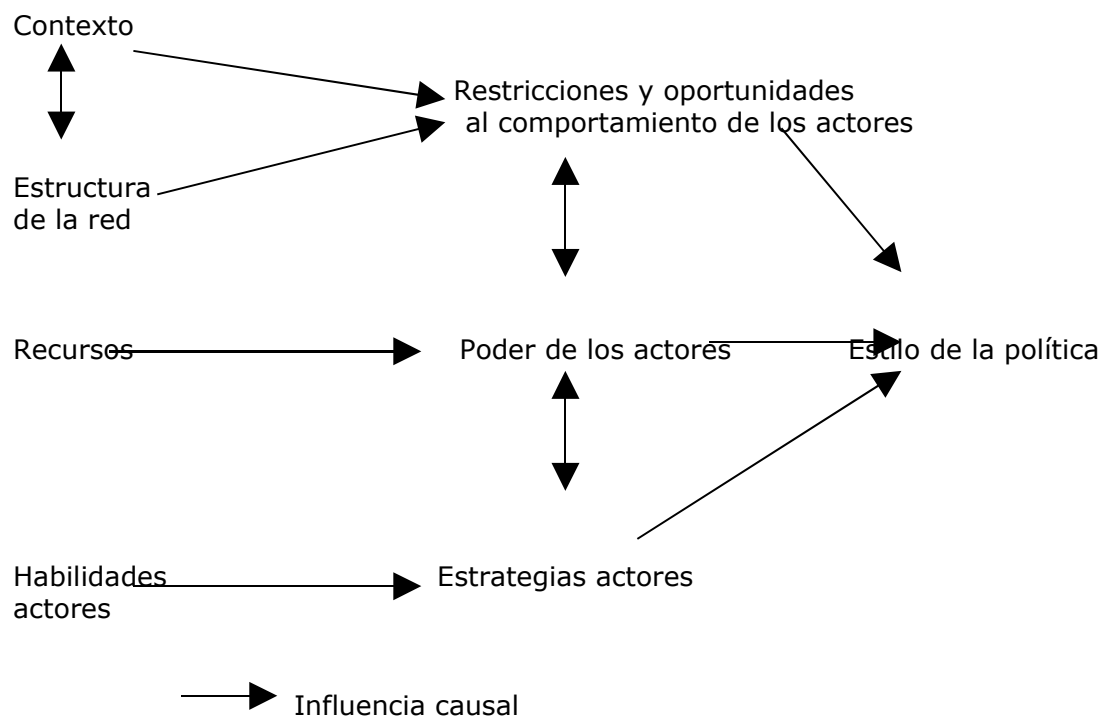 Contexto
Restricciones y oportunidades
al comportamiento de los actores
Estructura
de la red
Recursos
Poder de los actores
Estilo de la política
Habilidades
actores
Estrategias actores
Influencia causal